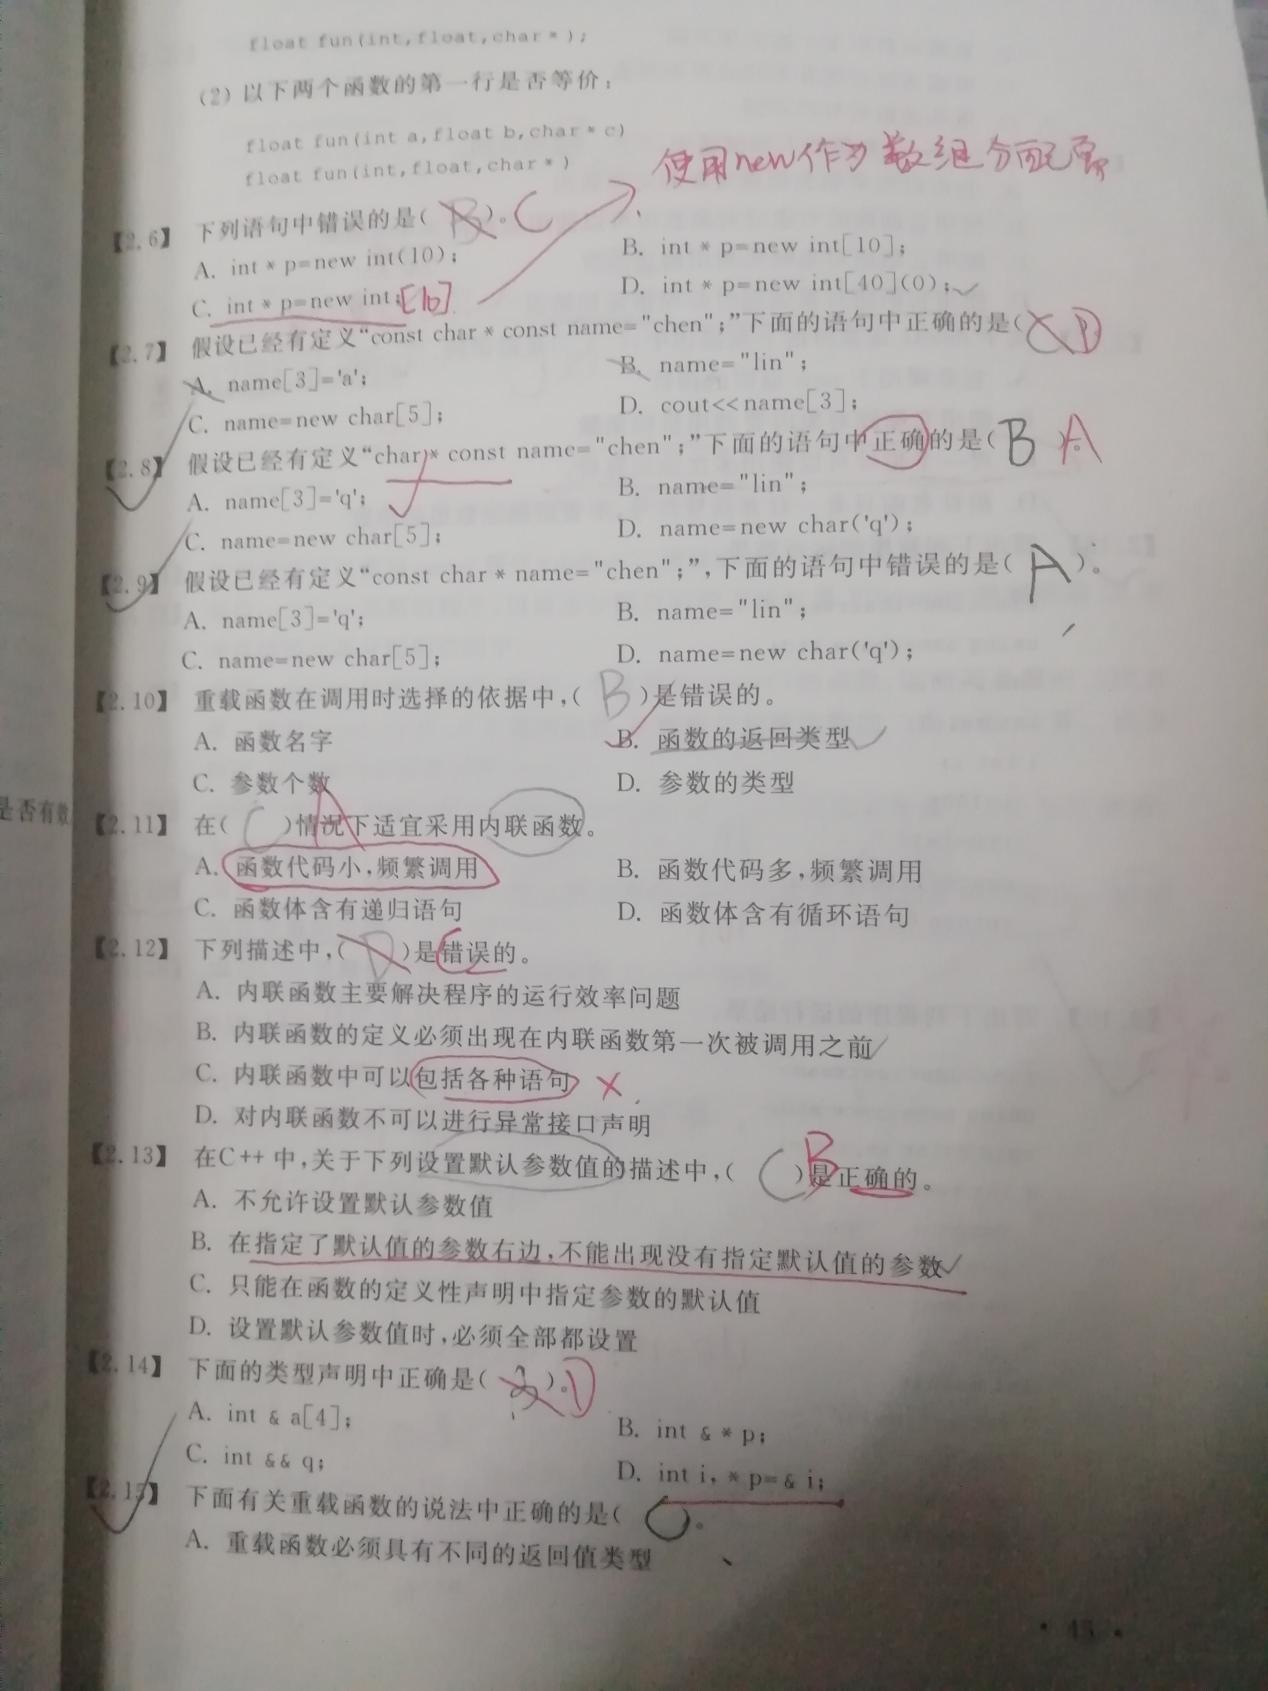 float fun(int,float,char * );
(2) 以下两个函数的第一行是否等价:
float fun(int a,float b,char * c)
float fun(int,float,char * )
使用new作为数组分配
【2.6】 下列语句中错误的是( B )。C
A. int * p=new int(10);
B. int * p=new int[10];
C. int * p=new int; [10]
D. int * p=new int[40](0);
【2.7】 假设已经有定义“const char * const name="chen";”下面的语句中正确的是( D
A. name[3]='a';
B. name="lin";
C. name=new char[5];
D. cout<<name[3];
【2.8】 假设已经有定义“char * const name="chen";”下面的语句中正确的是( B )。A
A. name[3]='q';
B. name="lin";
C. name=new char[5];
D. name=new char('q');
【2.9】 假设已经有定义“const char * name="chen";”,下面的语句中错误的是( A )。
A. name[3]='q';
B. name="lin";
C. name=new char[5];
D. name=new char('q');
【2.10】 重载函数在调用时选择的依据中,( B )是错误的。
A. 函数名字
B. 函数的返回类型
C. 参数个数
D. 参数的类型
是否有效
【2.11】 在( C )A情况下适宜采用内联函数。
A. 函数代码小,频繁调用
B. 函数代码多,频繁调用
C. 函数体含有递归语句
D. 函数体含有循环语句
【2.12】 下列描述中,( D )是C错误的。
A. 内联函数主要解决程序的运行效率问题
B. 内联函数的定义必须出现在内联函数第一次被调用之前
C. 内联函数中可以包括各种语句 ×
D. 对内联函数不可以进行异常接口声明
【2.13】 在C++中,关于下列设置默认参数值的描述中,( C )B是正确的。
A. 不允许设置默认参数值
B. 在指定了默认值的参数右边,不能出现没有指定默认值的参数
C. 只能在函数的定义性声明中指定参数的默认值
D. 设置默认参数值时,必须全部都设置
【2.14】 下面的类型声明中正确是( )。D
A. int & a[4];
B. int & * p;
C. int && q;
D. int i, * p= & i;
【2.15】 下面有关重载函数的说法中正确的是( C )。
A. 重载函数必须具有不同的返回值类型
• 45 •